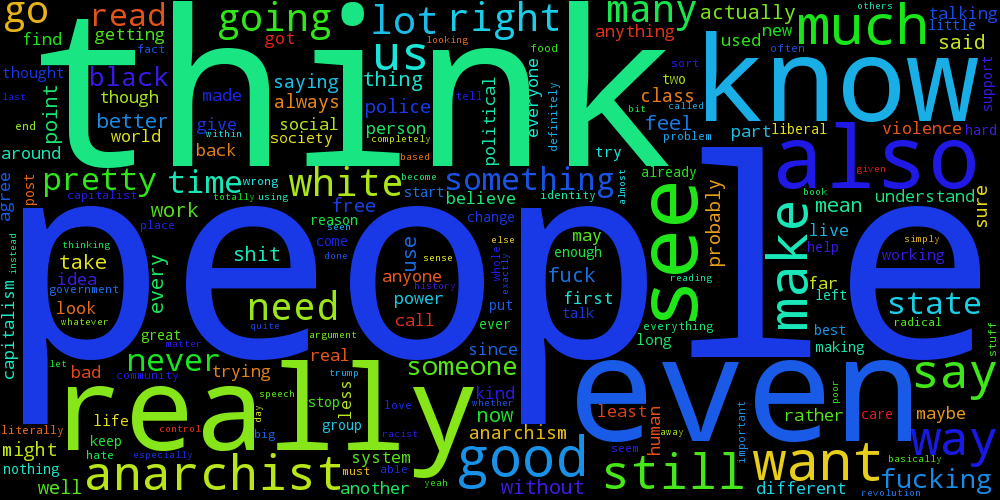 go
read
going
lot
right
many
actually
others
talking
find
getting
got
looking
anything
used
new
much
little
fact
us
said
often
thought
black
saying
thing
food
everyone
sort
know
support
think
though
made
always
police
political
two
class
tell
point
better
give
social
person
definitely
bit
called
feel
last
world
within
society
completely
problem
part
liberal
violence
hard
end
around
back
based
try
also
agree
post
pretty
time
wrong
white
become
something
almost
already
see
probably
given
capitalist
totally
using
start
believe
identity
book
mean
understand
sure
work
free
change
make
place
reason
seen
come
done
use
else
may
live
help
simply
instead
thinking
shit
sense
whole
exactly
enough
working
take
every
anyone
fuck
reading
idea
history
far
government
need
power
put
first
left
state
look
call
talk
radical
whatever
quite
ever
everything
long
best
stuff
people
capitalism
great
matter
argument
since
making
let
never
real
someone
even
say
bad
community
trying
trump
kind
whether
poor
really
speech
stop
less
love
now
least
human
rather
care
maybe
literally
life
day
group
racist
anarchism
important
control
big
might
keep
hate
especially
system
good
seem
away
want
basically
way
nothing
well
anarchist
must
able
another
yeah
without
still
different
fucking
revolution